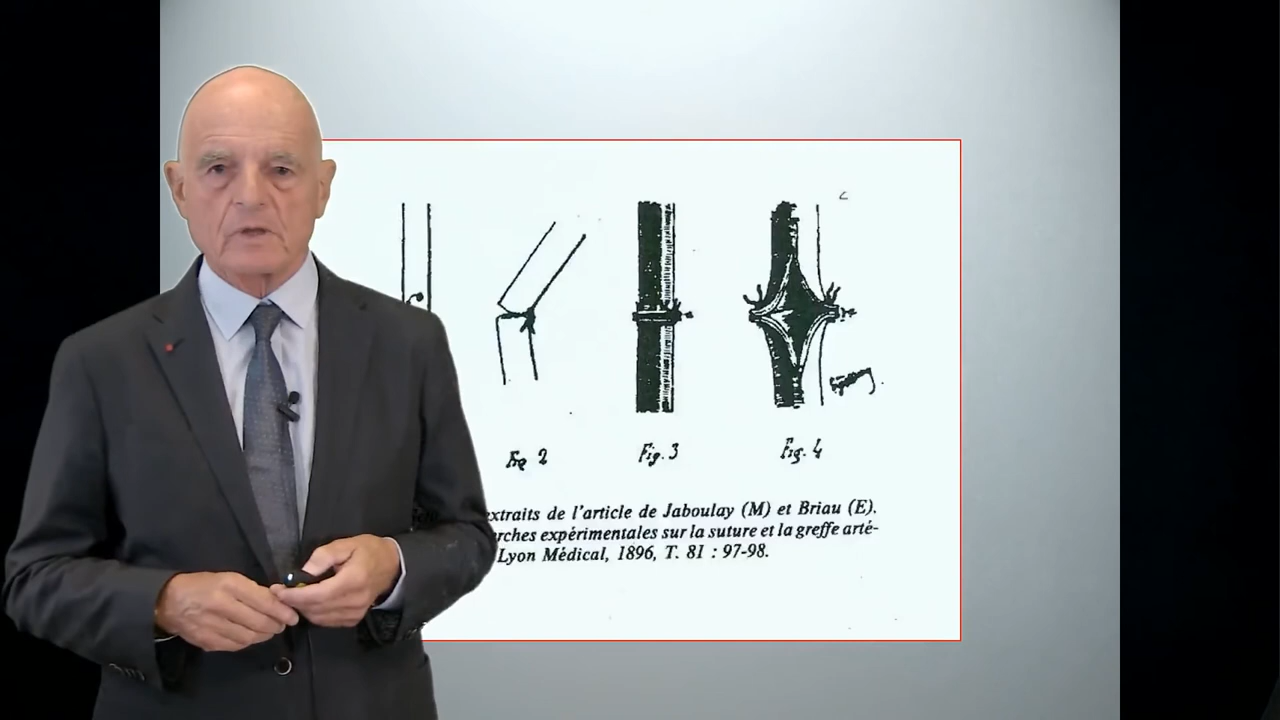 Fig 2 Fig. 3 Fig. 4
extraits de l'article de Jaboulay (M) et Briau (E).
rches expérimentales sur la suture et la greffe arté-
Lyon Médical, 1896, T. 81 : 97-98.